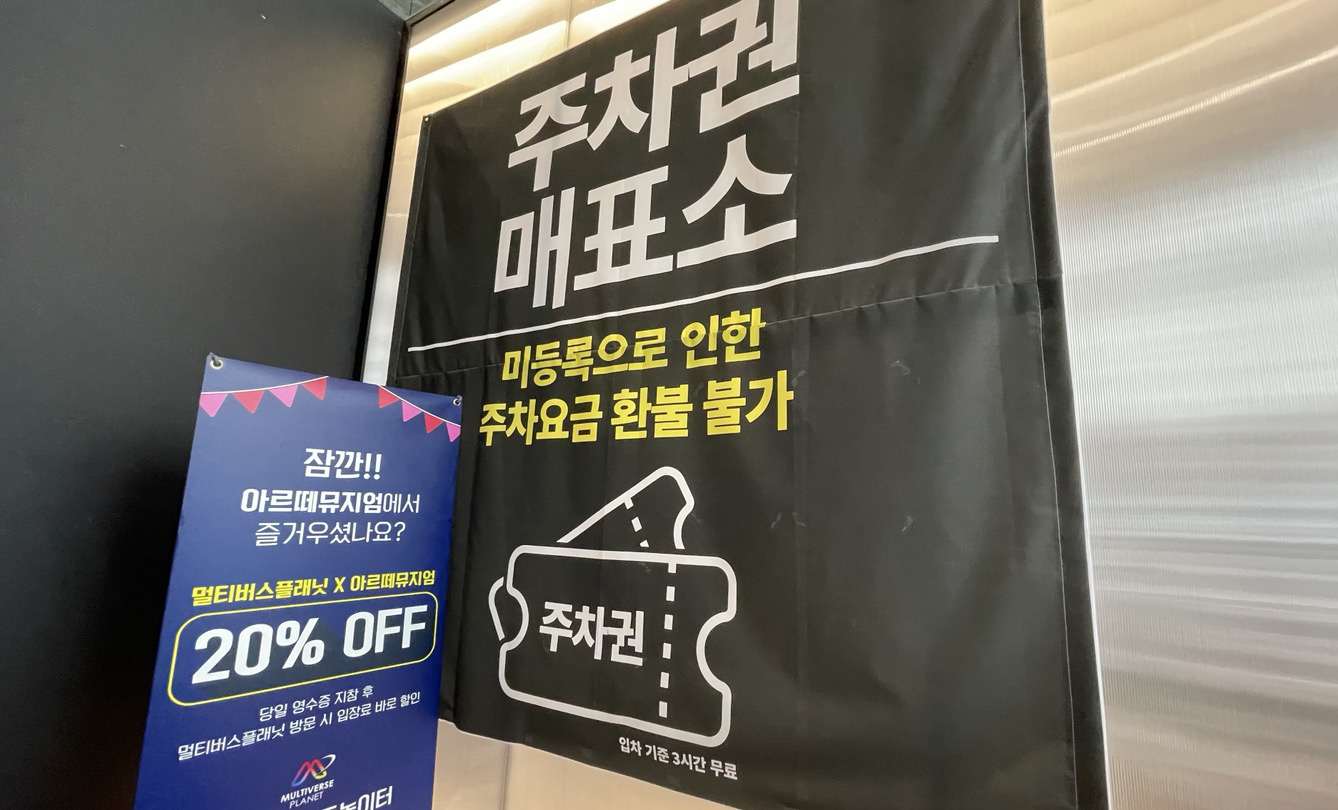 주차권
매표소
미등록으로 인한
주차요금 환불 불가
주차권
입차 기준 3시간 무료
잠깐!!
아르떼뮤지엄에서
즐거우셨나요?
멀티버스플래닛 X 아르떼뮤지엄
20% OFF
당일 영수증 지참 후
멀티버스플래닛 방문 시 입장료 바로 할인
MULTIVERSE
PLANET
놀이터